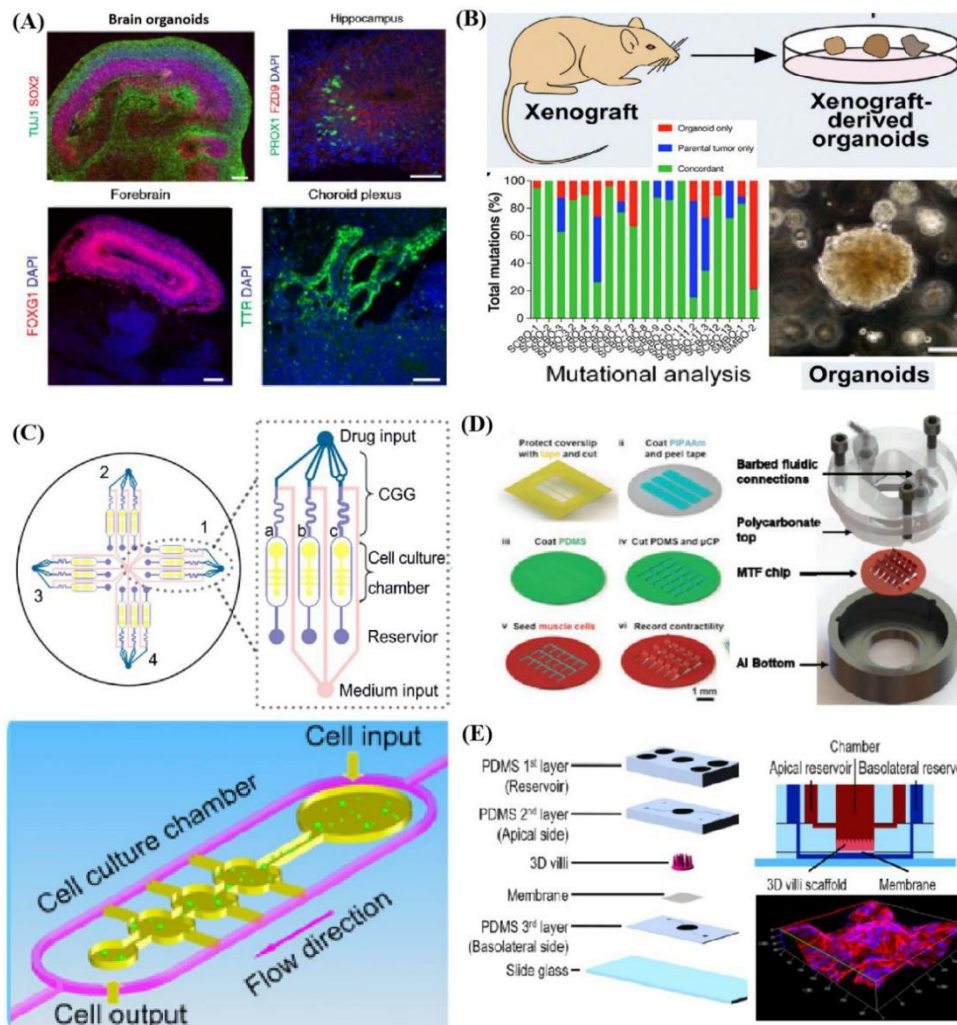 (A)
Brain organoids
Hippocampus
TUJ1 SOX2
PROX1 FZD9 DAPI
Forebrain
Choroid plexus
FOXG1 DAPI
TTR DAPI
(B)
Xenograft
Xenograft-
derived
organoids
Organoid only
Parental tumor only
Concordant
Total mutations (%)
100
80
60
40
20
0
Mutational analysis
Organoids
(C)
2
1
3
4
Drug input
CGG
a
b
c
Cell culture
chamber
Reservior
Medium input
Cell input
Cell culture chamber
Flow direction
Cell output
(D)
Protect coverslip
with tape and cut
ii
Coat PIPAAm
and peel tape
iii
Coat PDMS
iv
Cut PDMS and µCP
v
Seed muscle cells
vi
Record contractility
1 mm
Barbed fluidic
connections
Polycarbonate
top
MTF chip
Al Bottom
(E)
PDMS 1st layer
(Reservoir)
PDMS 2nd layer
(Apical side)
3D villi
Membrane
PDMS 3rd layer
(Basolateral side)
Slide glass
Chamber
Apical reservoir
Basolateral reserve
3D villi scaffold
Membrane